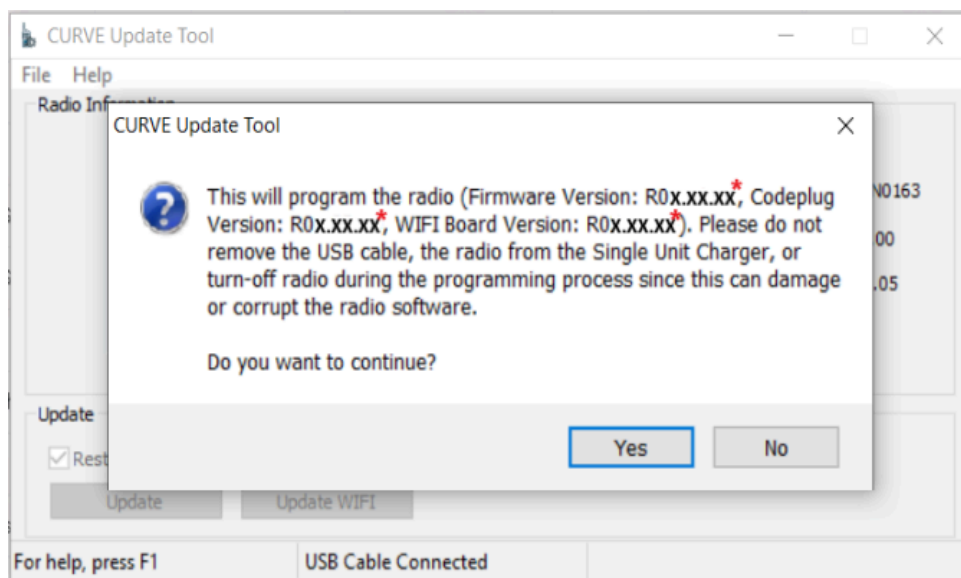 CURVE Update Tool
File Help
Radio
CURVE Update Tool
This will program the radio (Firmware Version: R0x.xx.xx*, Codeplug
Version: R0x.xx.xx*, WIFI Board Version: R0x.xx.xx*). Please do not
remove the USB cable, the radio from the Single Unit Charger, or
turn-off radio during the programming process since this can damage
or corrupt the radio software.
Do you want to continue?
Yes No
N0163
00
.05
Update
Rest
Update Update WIFI
For help, press F1 USB Cable Connected